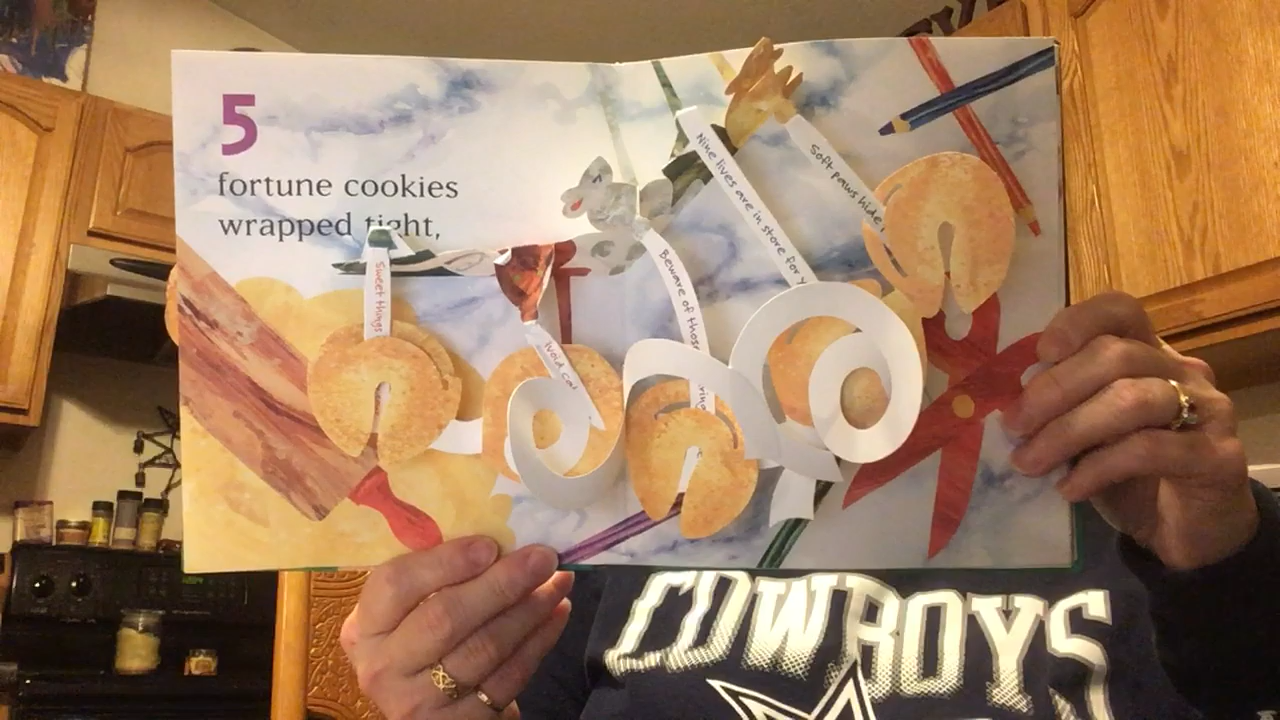 5
fortune cookies
wrapped tight,
Sweet things
Avoid cat
Beware of those
Nine lives are in store for y
Soft paws hide
COWBOYS